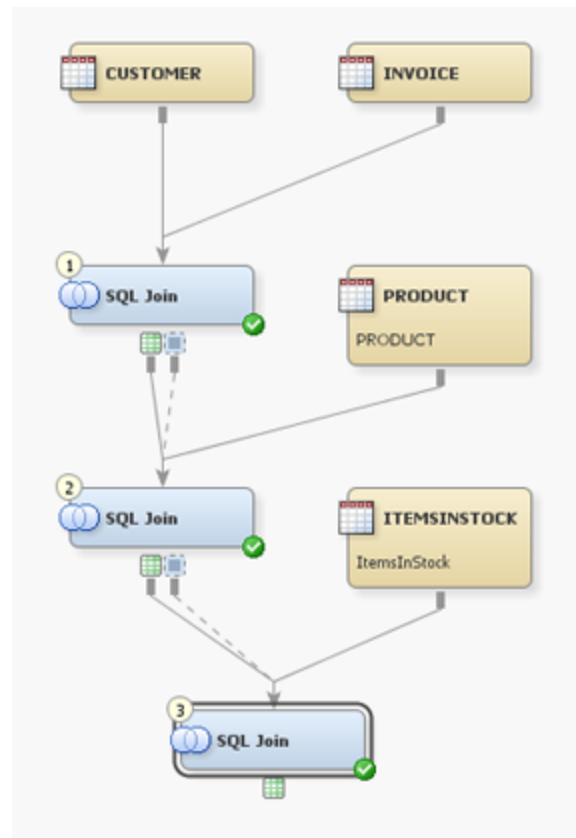 CUSTOMER
INVOICE
1
SQL Join
PRODUCT
PRODUCT
2
SQL Join
ITEMSINSTOCK
ItemsInStock
3
SQL Join